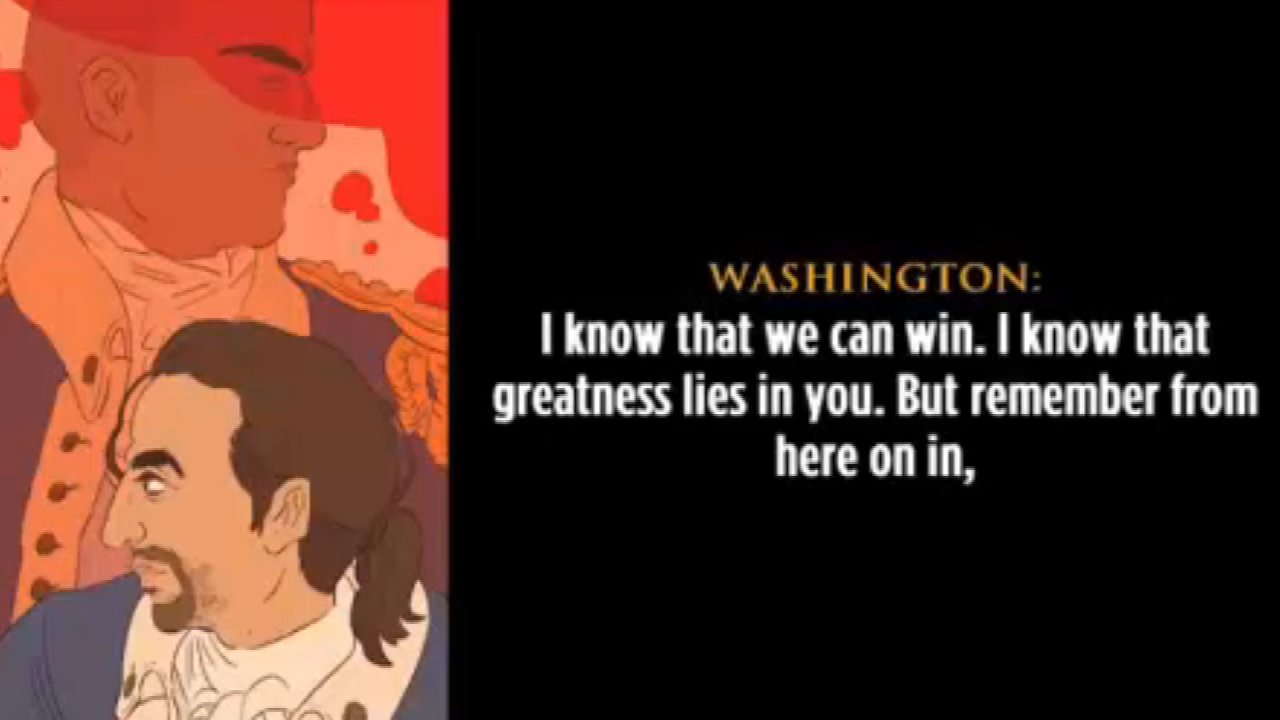 WASHINGTON:
I know that we can win. I know that
greatness lies in you. But remember from
here on in,